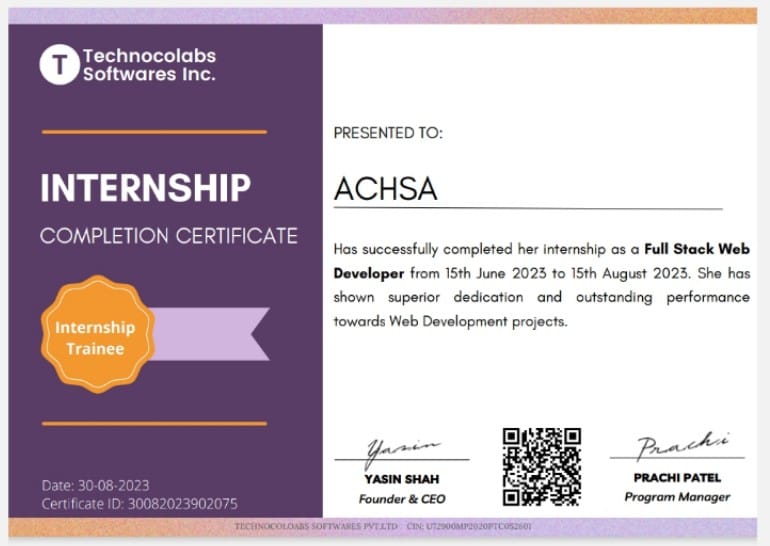 T
Technocolabs
Softwares Inc.
INTERNSHIP
COMPLETION CERTIFICATE
Internship
Trainee
Date: 30-08-2023
Certificate ID: 30082023902075
PRESENTED TO:
ACHSA
Has successfully completed her internship as a Full Stack Web
Developer from 15th June 2023 to 15th August 2023. She has
shown superior dedication and outstanding performance
towards Web Development projects.
Yasin
YASIN SHAH
Founder & CEO
Prachi
PRACHI PATEL
Program Manager
TECHNOCOLOABS SOFTWARES PVT.LTD CIN: U72900MP2020PTC052601